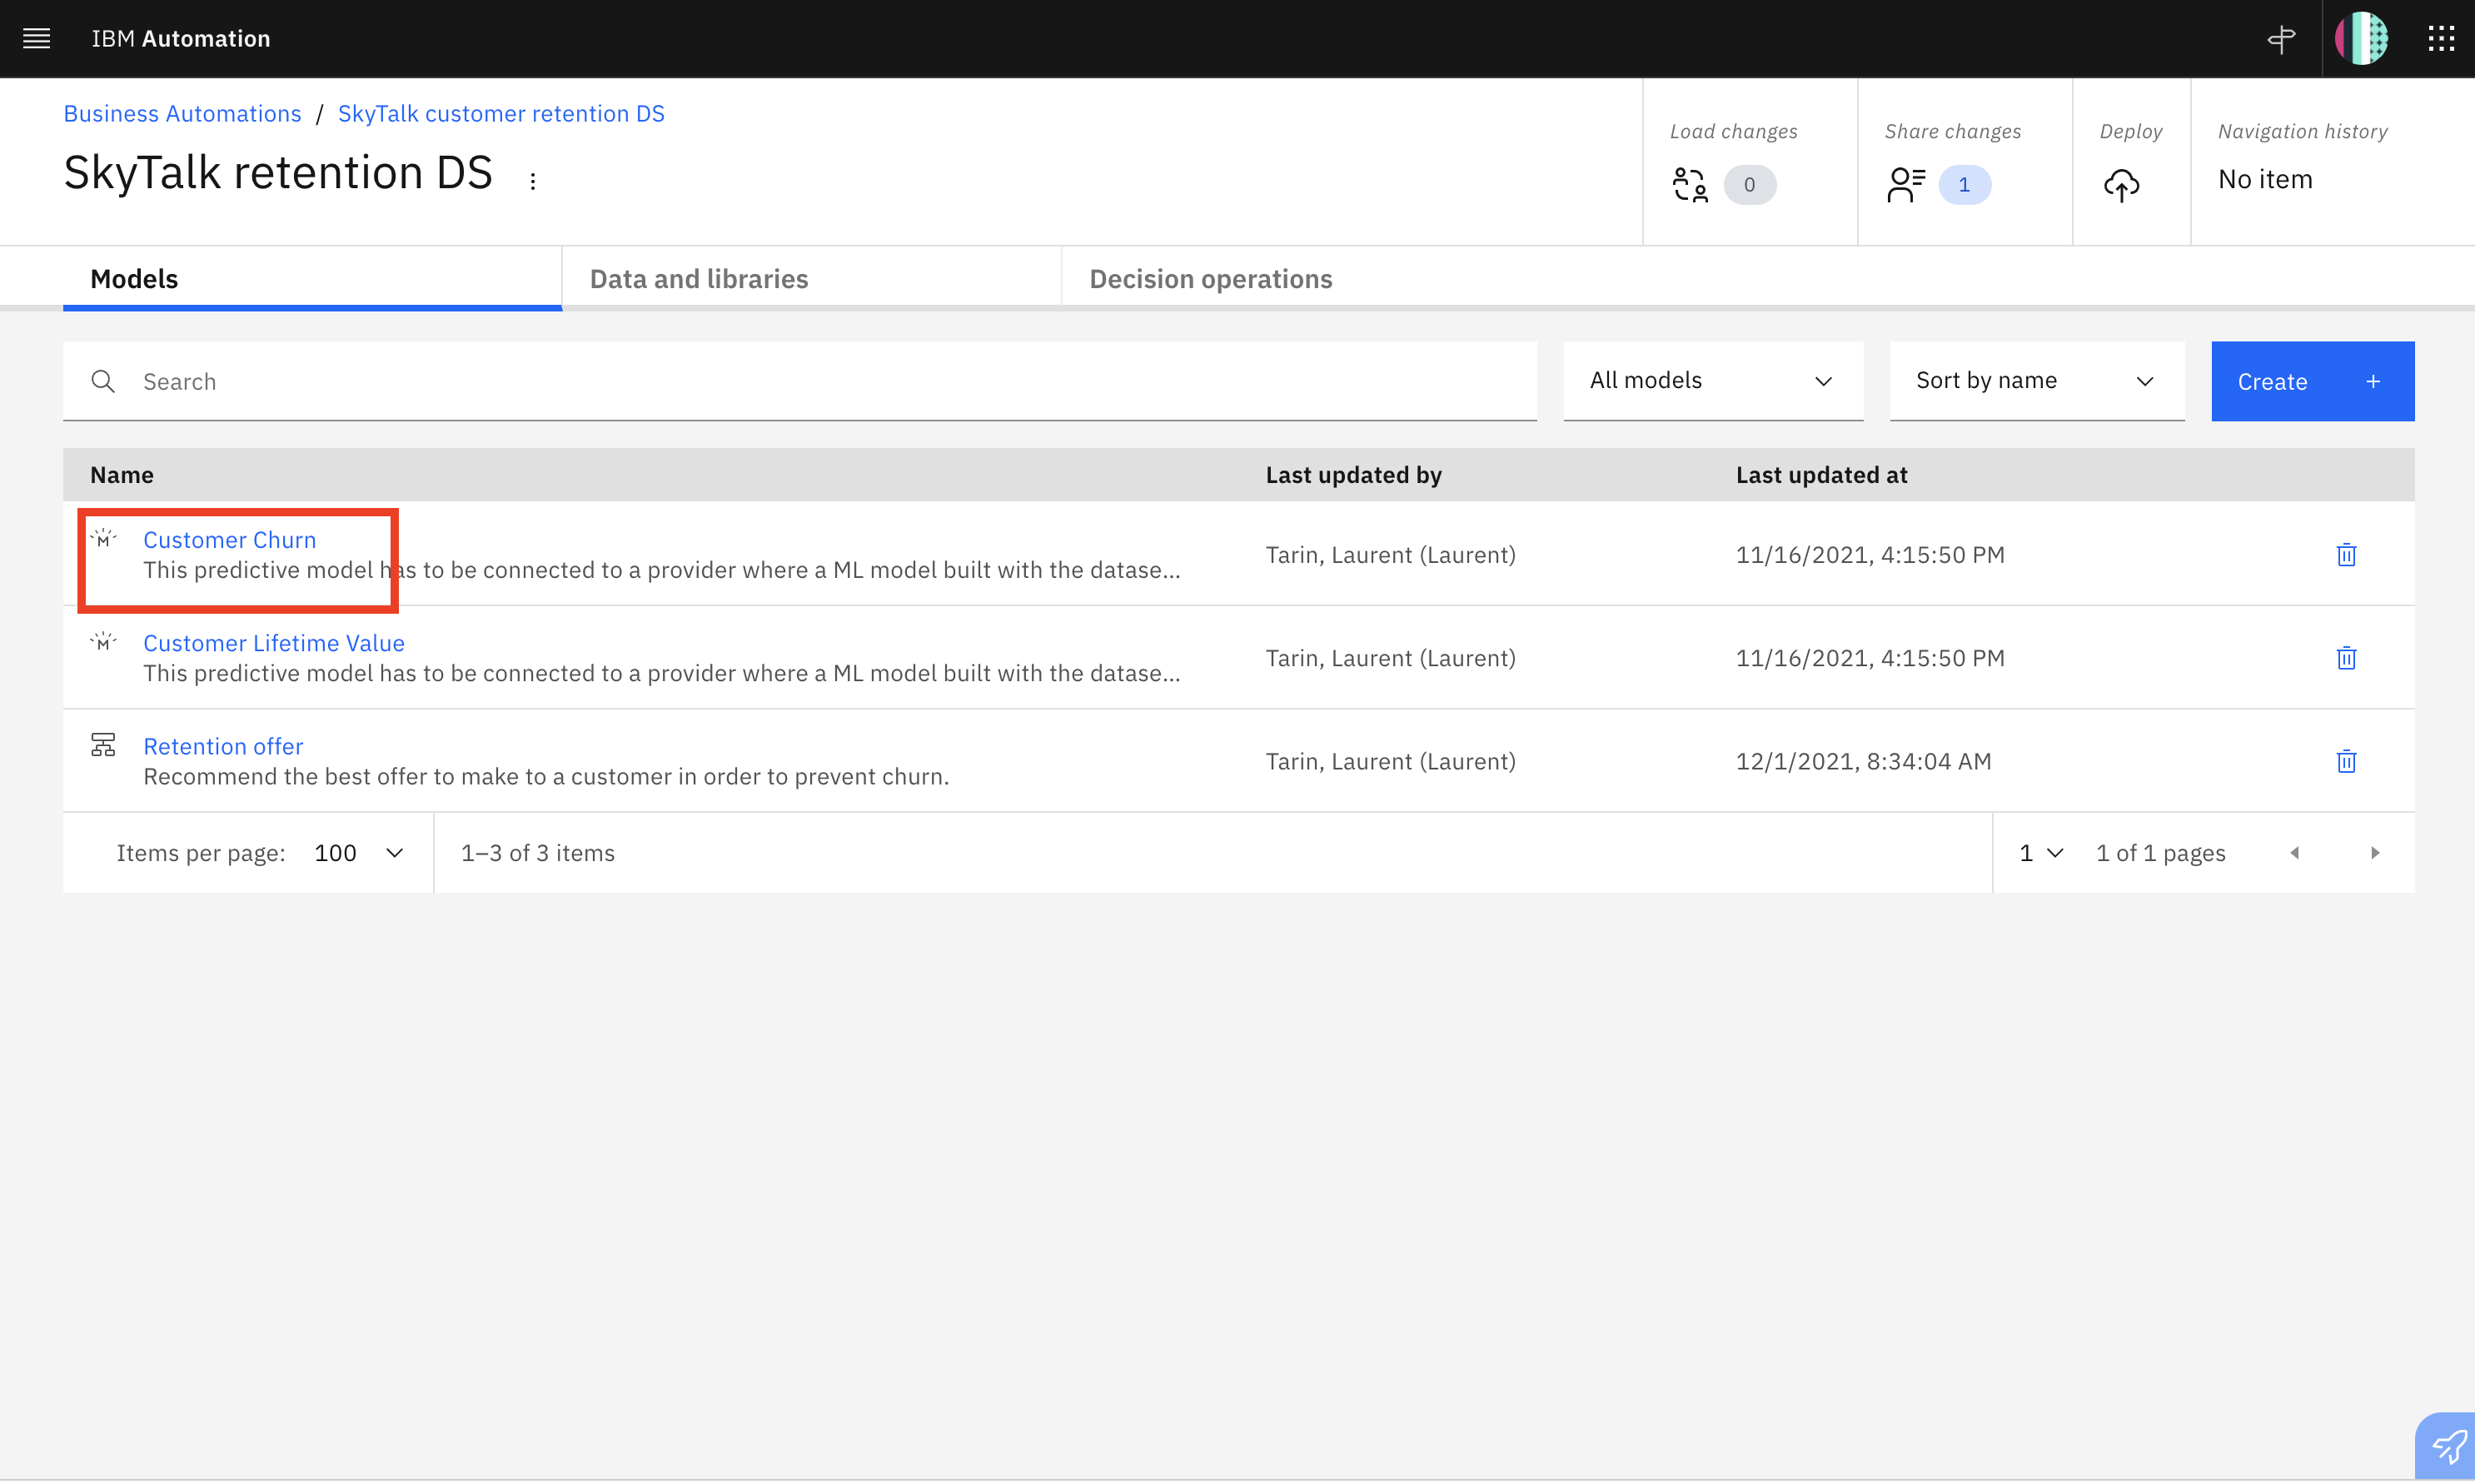 IBM Automation
Business Automations / SkyTalk customer retention DS
SkyTalk retention DS
Load changes
0
Share changes
1
Deploy
Navigation history
No item
Models
Data and libraries
Decision operations
Search
All models
Sort by name
Create +
Name
Last updated by
Last updated at
Customer Churn
This predictive model has to be connected to a provider where a ML model built with the datase...
Tarin, Laurent (Laurent)
11/16/2021, 4:15:50 PM
Customer Lifetime Value
This predictive model has to be connected to a provider where a ML model built with the datase...
Tarin, Laurent (Laurent)
11/16/2021, 4:15:50 PM
Retention offer
Recommend the best offer to make to a customer in order to prevent churn.
Tarin, Laurent (Laurent)
12/1/2021, 8:34:04 AM
Items per page: 100
1–3 of 3 items
1
1 of 1 pages